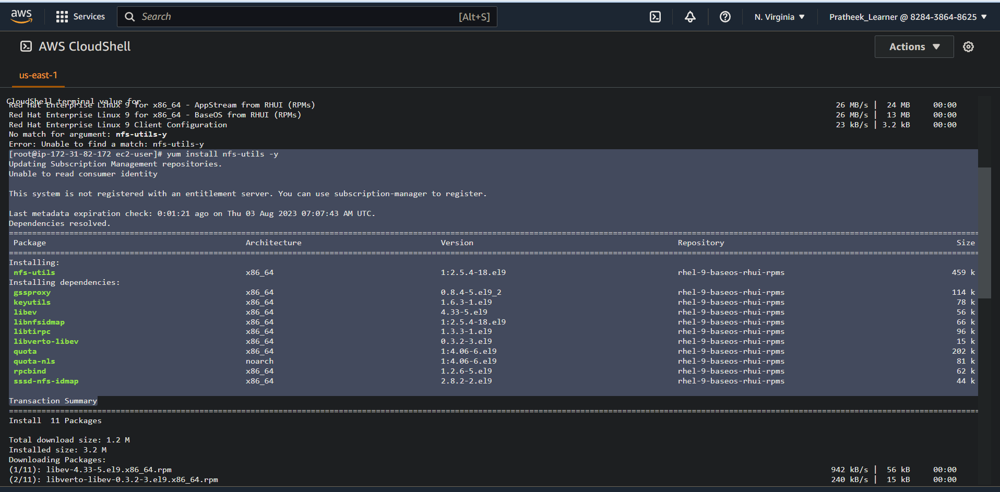 aws Services Search [Alt+S] N. Virginia ▼ Pratheek_Learner @ 8284-3864-8625 ▼
AWS CloudShell Actions ▼
us-east-1
CloudShell terminal value for
Red Hat Enterprise Linux 9 for x86_64 - AppStream from RHUI (RPMs) 26 MB/s | 24 MB 00:00
Red Hat Enterprise Linux 9 for x86_64 - BaseOS from RHUI (RPMs) 26 MB/s | 13 MB 00:00
Red Hat Enterprise Linux 9 Client Configuration 23 kB/s | 3.2 kB 00:00
No match for argument: nfs-utils-y
Error: Unable to find a match: nfs-utils-y
[root@ip-172-31-82-172 ec2-user]# yum install nfs-utils -y
Updating Subscription Management repositories.
Unable to read consumer identity
This system is not registered with an entitlement server. You can use subscription-manager to register.
Last metadata expiration check: 0:01:21 ago on Thu 03 Aug 2023 07:07:43 AM UTC.
Dependencies resolved.
Package Architecture Version Repository Size
Installing:
nfs-utils x86_64 1:2.5.4-18.el9 rhel-9-baseos-rhui-rpms 459 k
Installing dependencies:
gssproxy x86_64 0.8.4-5.el9_2 rhel-9-baseos-rhui-rpms 114 k
keyutils x86_64 1.6.3-1.el9 rhel-9-baseos-rhui-rpms 78 k
libev x86_64 4.33-5.el9 rhel-9-baseos-rhui-rpms 56 k
libnfsidmap x86_64 1:2.5.4-18.el9 rhel-9-baseos-rhui-rpms 66 k
libtirpc x86_64 1.3.3-1.el9 rhel-9-baseos-rhui-rpms 96 k
libverto-libev x86_64 0.3.2-3.el9 rhel-9-baseos-rhui-rpms 15 k
quota x86_64 1:4.06-6.el9 rhel-9-baseos-rhui-rpms 202 k
quota-nls noarch 1:4.06-6.el9 rhel-9-baseos-rhui-rpms 81 k
rpcbind x86_64 1.2.6-5.el9 rhel-9-baseos-rhui-rpms 62 k
sssd-nfs-idmap x86_64 2.8.2-2.el9 rhel-9-baseos-rhui-rpms 44 k
Transaction Summary
Install 11 Packages
Total download size: 1.2 M
Installed size: 3.2 M
Downloading Packages:
(1/11): libev-4.33-5.el9.x86_64.rpm 942 kB/s | 56 kB 00:00
(2/11): libverto-libev-0.3.2-3.el9.x86_64.rpm 240 kB/s | 15 kB 00:00